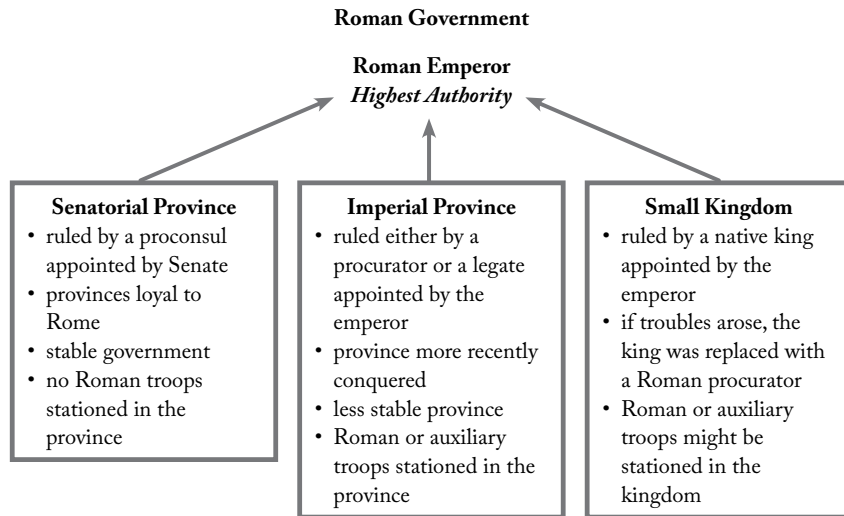 Roman Government
Roman Emperor
Highest Authority
Senatorial Province
• ruled by a proconsul
appointed by Senate
• provinces loyal to
Rome
• stable government
• no Roman troops
stationed in the
province
Imperial Province
• ruled either by a
procurator or a legate
appointed by the
emperor
• province more recently
conquered
• less stable province
• Roman or auxiliary
troops stationed in the
province
Small Kingdom
• ruled by a native king
appointed by the
emperor
• if troubles arose, the
king was replaced with
a Roman procurator
• Roman or auxiliary
troops might be
stationed in the
kingdom